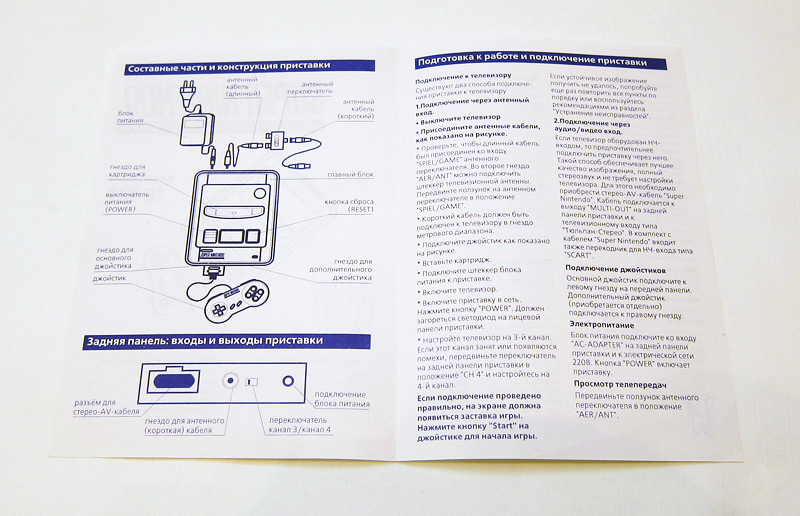 Составные части и конструкция приставки
антенный
кабель
(длинный)
антенный
переключатель
антенный
кабель
(короткий)
блок
питания
гнездо для
картриджа
главный блок
выключатель
питания
(POWER)
кнопка сброса
(RESET)
SUPER NINTENDO
гнездо для
основного
джойстика
гнездо для
дополнительного
джойстика
джойстик
Задняя панель: входы и выходы приставки
разъём для
стерео-AV-кабеля
гнездо для антенного
(короткая) кабеля
переключатель
канал 3/канал 4
подключение
блока питания
Подготовка к работе и подключение приставки
Подключение к телевизору
Существуют два способа подключе-
ния приставки к телевизору
1.Подключение через антенный
вход.
• Выключите телевизор
• Присоедините антенные кабели,
как показано на рисунке.
• Проверьте, чтобы длинный кабель
был присоединен ко входу
"SPIEL/GAME" антенного
переключателя. Во второе гнездо
"AER/ANT" можно подключить
штеккер телевизионной антенны.
Передвиньте ползунок на антенном
переключателе в положение
"SPIEL/GAME".
• Короткий кабель должен быть
подключен к телевизору в гнездо
метрового диапазона.
• Подключите джойстик как показано
на рисунке.
• Вставьте картридж.
• Подключите штеккер блока
питания к приставке.
• Включите телевизор.
• Включите приставку в сеть.
Нажмите кнопку "POWER". Должен
загореться светодиод на лицевой
панели приставки.
• Настройте телевизор на 3-й канал.
Если этот канал занят или появляются
помехи, передвиньте переключатель
на задней панели приставки в
положение "CH 4" и настройтесь на
4-й канал.
Если подключение проведено
правильно, на экране должна
появиться заставка игры.
Нажмите кнопку "Start" на
джойстике для начала игры.
Если устойчивое изображение
получить не удалось, попробуйте
еще раз повторить все пункты по
порядку или воспользуйтесь
рекомендациями из раздела
"Устранение неисправностей".
2.Подключение через
аудио/видео вход.
Если телевизор оборудован НЧ-
входом, то предпочтительнее
подключить приставку через него.
Такой способ обеспечивает лучшее
качество изображения, полный
стереозвук и не требует настройки
телевизора. Для этого необходимо
приобрести стерео-AV-кабель "Super
Nintendo". Кабель подключается к
выходу "MULTI-OUT" на задней
панели приставки и к
телевизионному входу типа
"Тюльпан-Стерео". В комплект с
кабелем "Super Nintendo" входит
также переходник для НЧ-входа типа
"SCART".
Подключение джойстиков
Основной джойстик подключите к
левому гнезду на передней панели.
Дополнительный джойстик
(приобретается отдельно)
подключается к правому гнезду.
Электропитание
Блок питания подключите ко входу
"AC-ADAPTER" на задней панели
приставки и к электрической сети
220В. Кнопка "POWER" включает
приставку.
Просмотр телепередач
Передвиньте ползунок антенного
переключателя в положение
"AER/ANT".